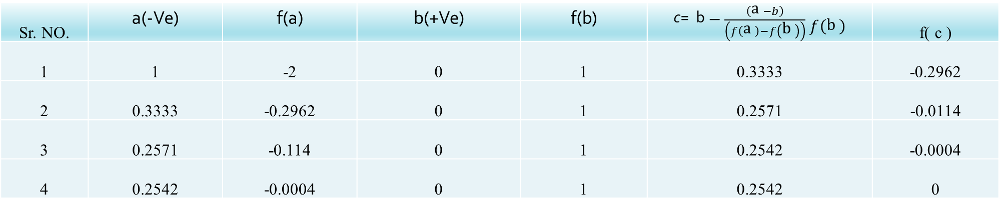 Sr. NO. a(-Ve) f(a) b(+Ve) f(b) c= b − (a −b)/(f(a )−f(b )) f(b ) f( c )
1 1 -2 0 1 0.3333 -0.2962
2 0.3333 -0.2962 0 1 0.2571 -0.0114
3 0.2571 -0.114 0 1 0.2542 -0.0004
4 0.2542 -0.0004 0 1 0.2542 0